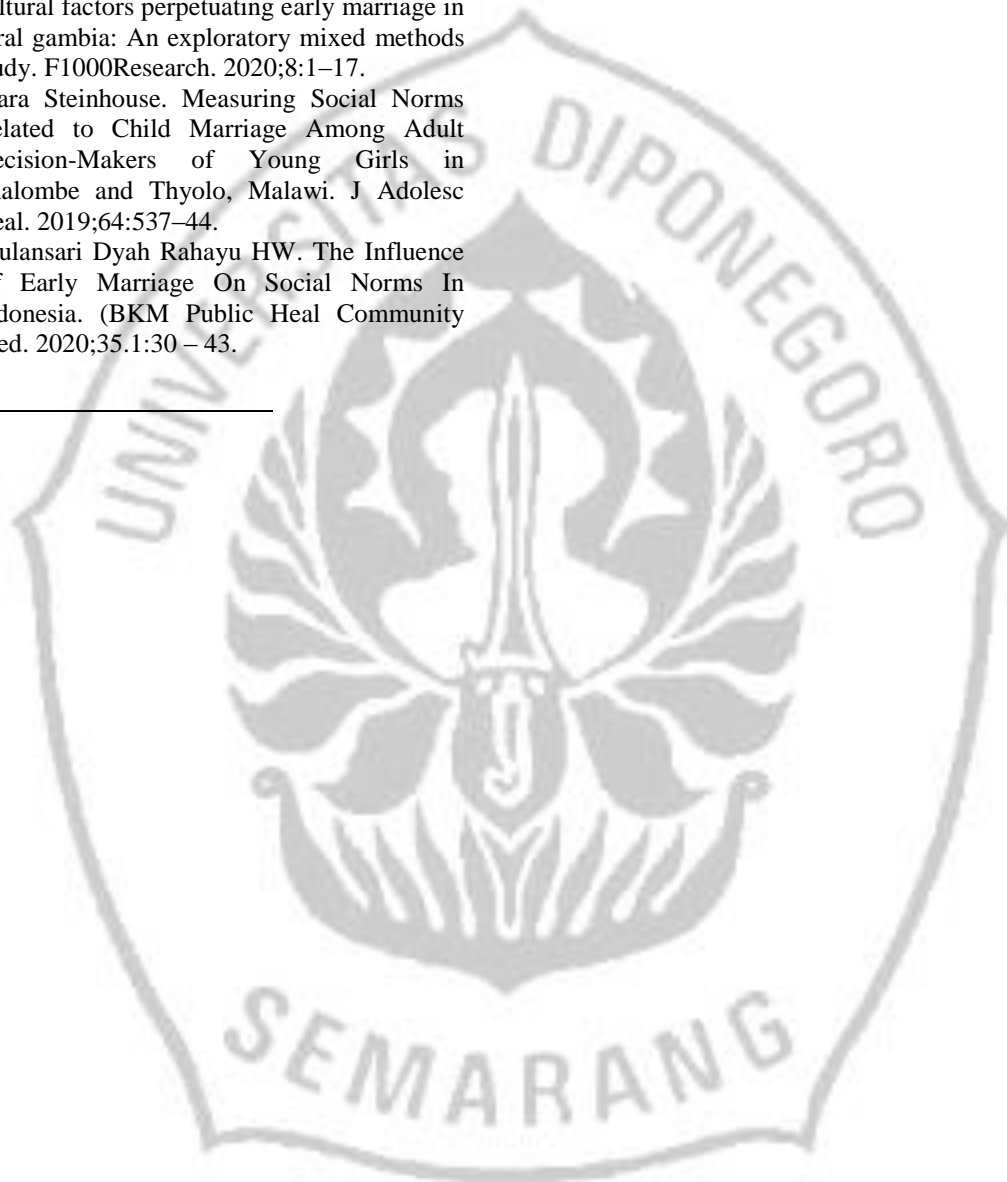 ltural factors perpetuating early marriage in
ral gambia: An exploratory mixed methods
udy. F1000Research. 2020;8:1–17.
ara Steinhouse. Measuring Social Norms
elated to Child Marriage Among Adult
ecision-Makers of Young Girls in
alombe and Thyolo, Malawi. J Adolesc
eal. 2019;64:537–44.
ulansari Dyah Rahayu HW. The Influence
f Early Marriage On Social Norms In
donesia. (BKM Public Heal Community
ed. 2020;35.1:30 – 43.
UNIVERSITAS DIPONEGORO
SEMARANG